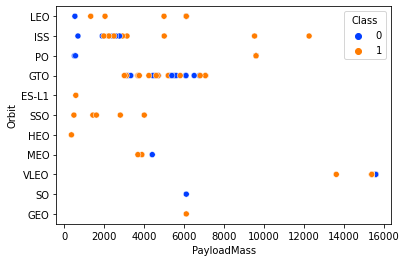 LEO
ISS
PO
GTO
ES-L1
SSO
HEO
MEO
VLEO
SO
GEO
Orbit
Class
0
1
0 2000 4000 6000 8000 10000 12000 14000 16000
PayloadMass